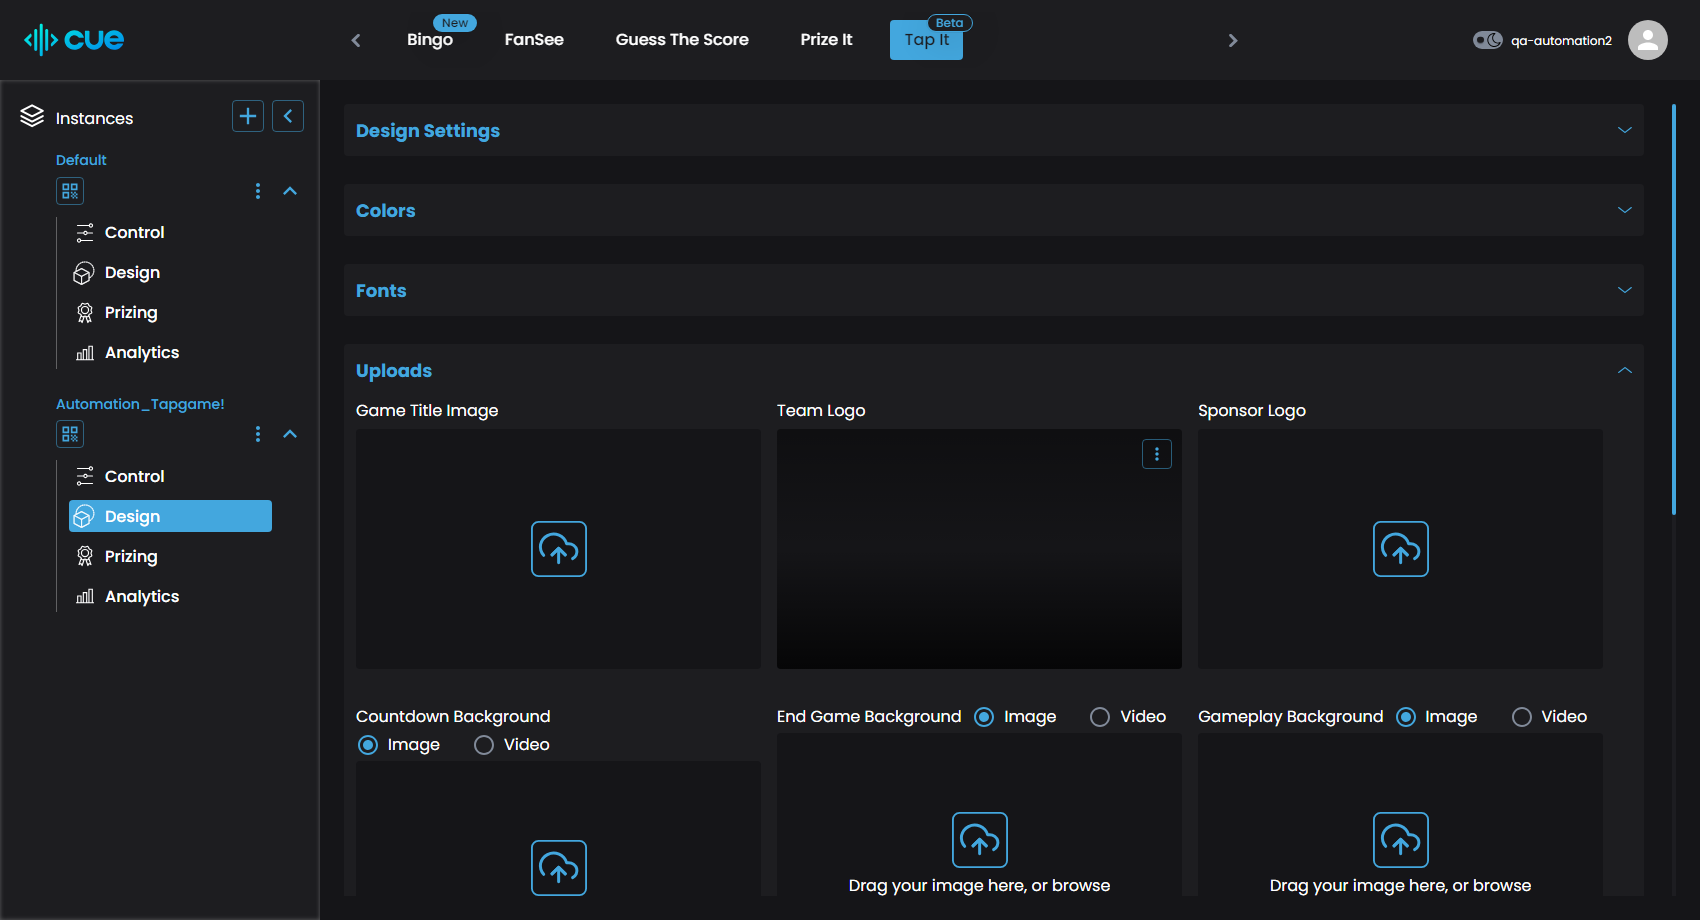 cue
New
Beta
Bingo
FanSee
Guess The Score
Prize It
Tap It
qa-automation2
Instances
Default
Control
Design
Prizing
Analytics
Automation_Tapgame!
Control
Design
Prizing
Analytics
Design Settings
Colors
Fonts
Uploads
Game Title Image
Team Logo
Sponsor Logo
Countdown Background
Image Video
End Game Background Image Video
Gameplay Background Image Video
Drag your image here, or browse
Drag your image here, or browse